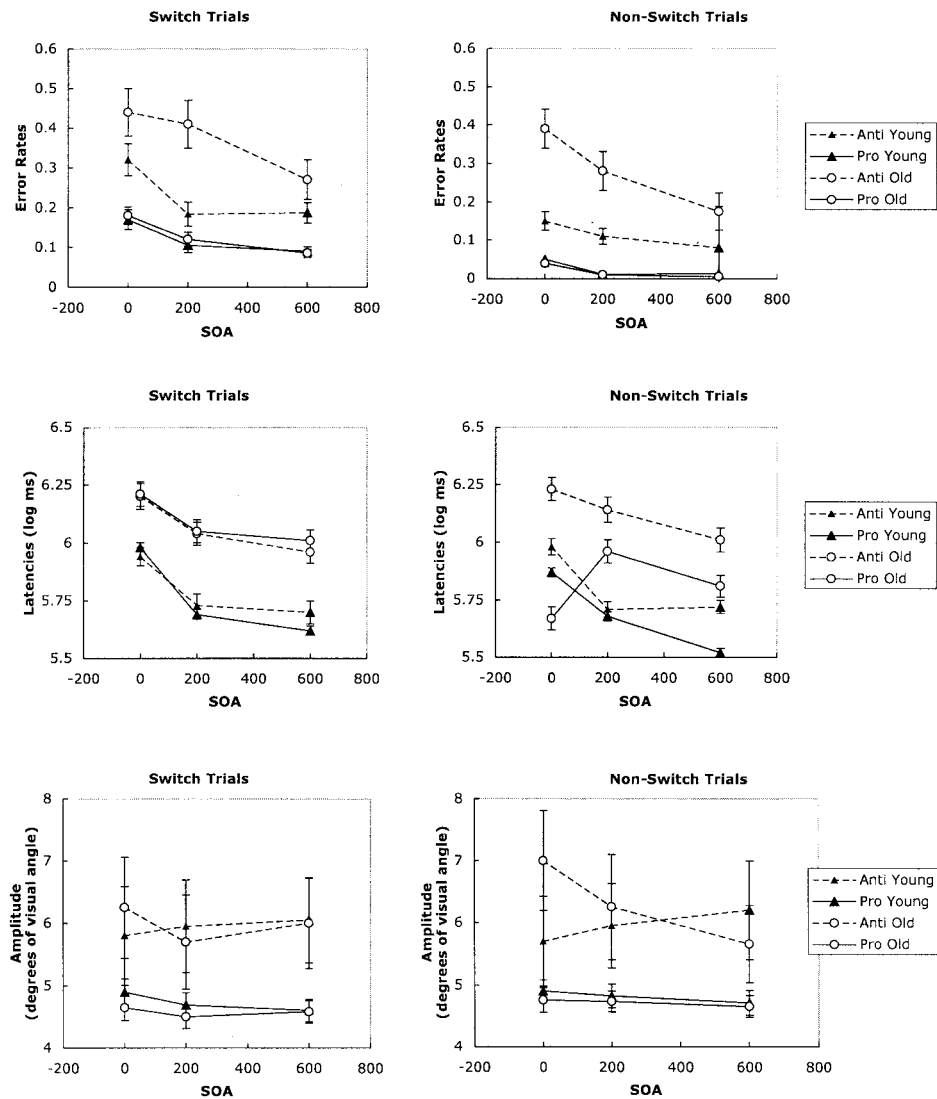 Switch Trials
Non-Switch Trials
0.6
0.5
0.4
0.3
0.2
0.1
0
-200
0
200
400
600
800
Error Rates
SOA
0.6
0.5
0.4
0.3
0.2
0.1
0
-200
0
200
400
600
800
SOA
Anti Young
Pro Young
Anti Old
Pro Old
Switch Trials
Non-Switch Trials
6.5
6.25
6
5.75
5.5
-200
0
200
400
600
800
Latencies (log ms)
SOA
6.5
6.25
6
5.75
5.5
-200
0
200
400
600
800
Latencies (log ms)
SOA
Anti Young
Pro Young
Anti Old
Pro Old
Switch Trials
Non-Switch Trials
8
7
6
5
4
-200
0
200
400
600
800
Amplitude
(degrees of visual angle)
SOA
8
7
6
5
4
-200
0
200
400
600
800
Amplitude
(degrees of visual angle)
SOA
Anti Young
Pro Young
Anti Old
Pro Old